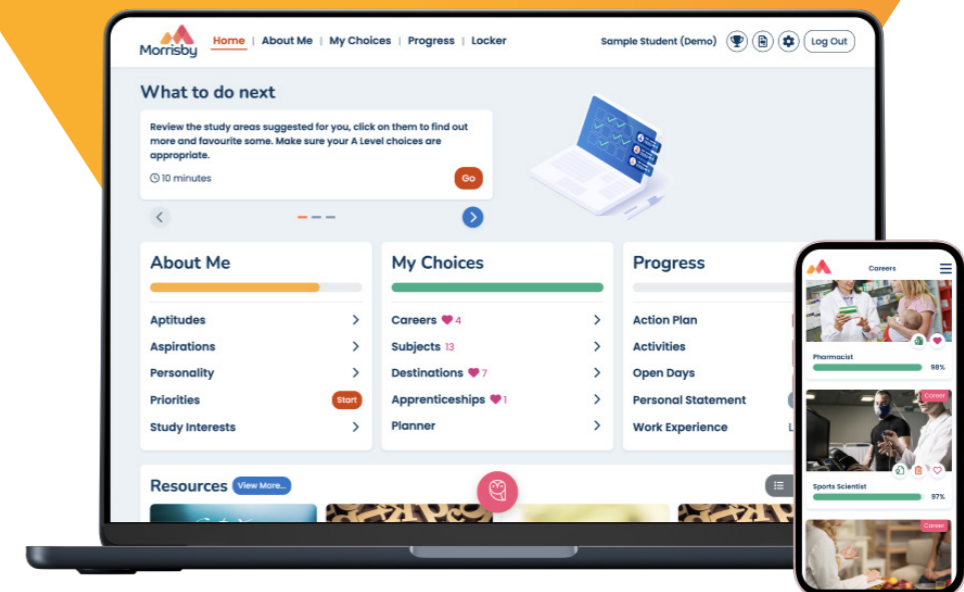 Morrisby
Home | About Me | My Choices | Progress | Locker
Sample Student (Demo)
Log Out
What to do next
Review the study areas suggested for you, click on them to find out
more and favourite some. Make sure your A Level choices are
appropriate.
10 minutes
Go
About Me
Aptitudes
Aspirations
Personality
Priorities
Start
Study Interests
My Choices
Careers 4
Subjects 13
Destinations 7
Apprenticeships 1
Planner
Progress
Action Plan
Activities
Open Days
Personal Statement
Work Experience
Resources
View More...
Careers
Pharmacist
98%
Career
Sports Scientist
97%
Career